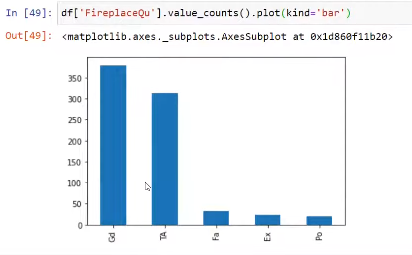 In [49]: df['FireplaceQu'].value_counts().plot(kind='bar')
Out[49]: <matplotlib.axes._subplots.AxesSubplot at 0x1d860f11b20>
350
300
250
200
150
100
50
0
Gd TA Fa Ex Po